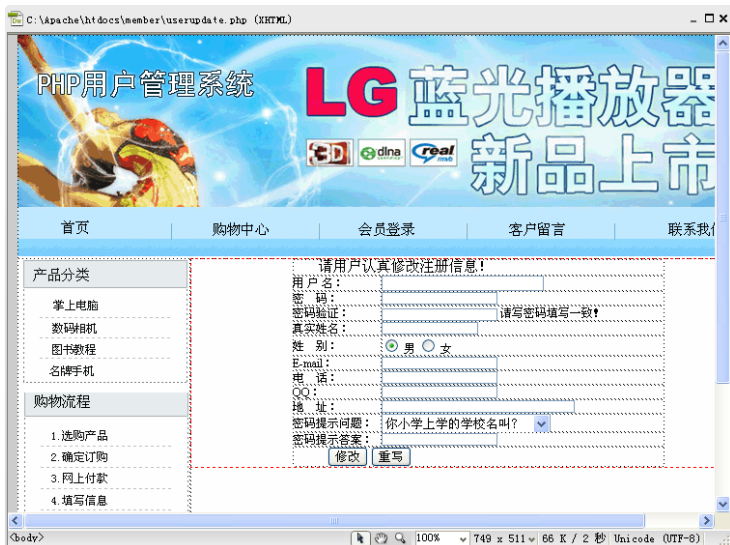 C:\Apache\htdocs\member\userupdate.php (XHTML)
PHP用户管理系统
LG 蓝光播放器
3D dlna CERTIFIED real rmvb
新品上市
首页 购物中心 会员登录 客户留言 联系我们
产品分类
掌上电脑
数码相机
图书教程
名牌手机
购物流程
1.选购产品
2.确定订购
3.网上付款
4.填写信息
请用户认真修改注册信息!
用 户 名:
密 码:
密码验证: 请写密码填写一致!
真实姓名:
姓 别: 男 女
E-mail:
电 话:
QQ:
地 址:
密码提示问题: 你小学上学的学校名叫?
密码提示答案:
修改 重写
<body> 100% 749 x 511 66 K / 2 秒 Unicode (UTF-8)